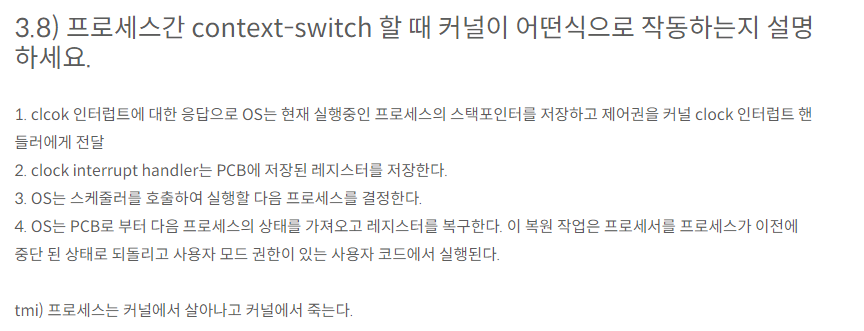 3.8) 프로세스간 context-switch 할 때 커널이 어떤식으로 작동하는지 설명
하세요.
1. clcok 인터럽트에 대한 응답으로 OS는 현재 실행중인 프로세스의 스택포인터를 저장하고 제어권을 커널 clock 인터럽트 핸
들러에게 전달
2. clock interrupt handler는 PCB에 저장된 레지스터를 저장한다.
3. OS는 스케줄러를 호출하여 실행할 다음 프로세스를 결정한다.
4. OS는 PCB로 부터 다음 프로세스의 상태를 가져오고 레지스터를 복구한다. 이 복원 작업은 프로세서를 프로세스가 이전에
중단 된 상태로 되돌리고 사용자 모드 권한이 있는 사용자 코드에서 실행된다.
tmi) 프로세스는 커널에서 살아나고 커널에서 죽는다.